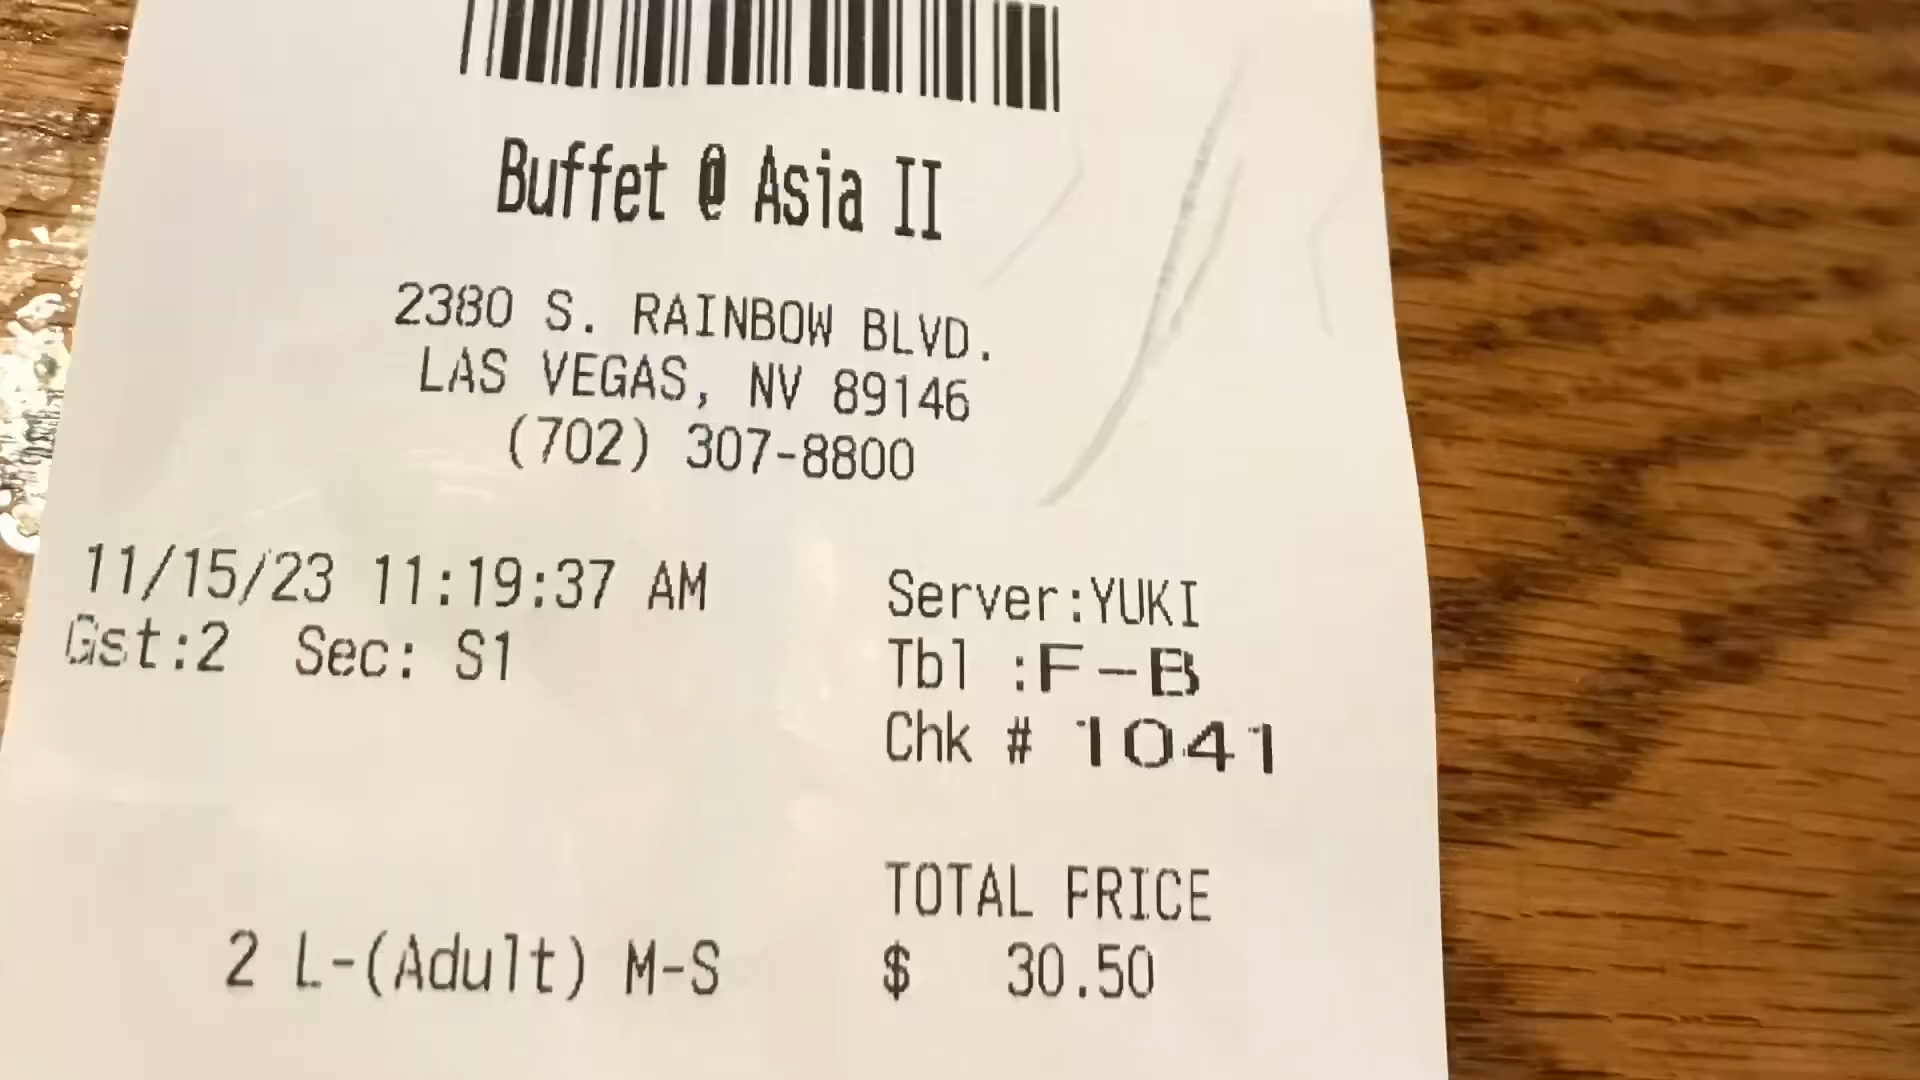 Buffet @ Asia II
2380 S. RAINBOW BLVD.
LAS VEGAS, NV 89146
(702) 307-8800
11/15/23 11:19:37 AM Server:YUKI
Gst:2 Sec: S1 Tbl :F-B
Chk # 1041
TOTAL PRICE
2 L-(Adult) M-S $ 30.50